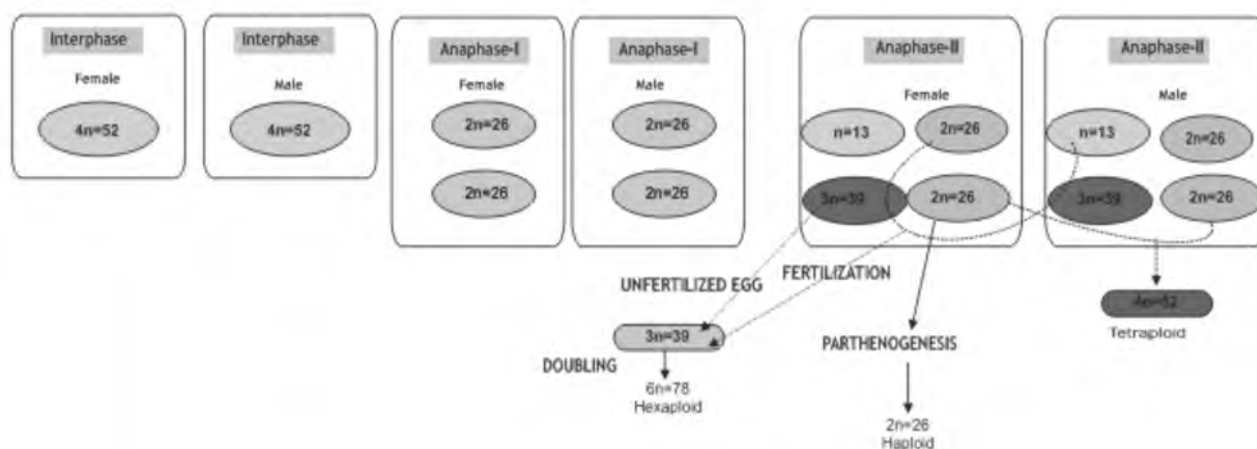 Interphase
Female
4n=52
Interphase
Male
4n=52
Anaphase-I
Female
2n=26
2n=26
Anaphase-I
Male
2n=26
2n=26
Anaphase-II
Female
n=13
2n=26
3n=39
2n=26
Anaphase-II
Male
n=13
2n=26
3n=39
2n=26
UNFERTILIZED EGG
FERTILIZATION
3n=39
DOUBLING
6n=78
Hexaploid
PARTHENOGENESIS
2n=26
Haploid
4n=52
Tetraploid